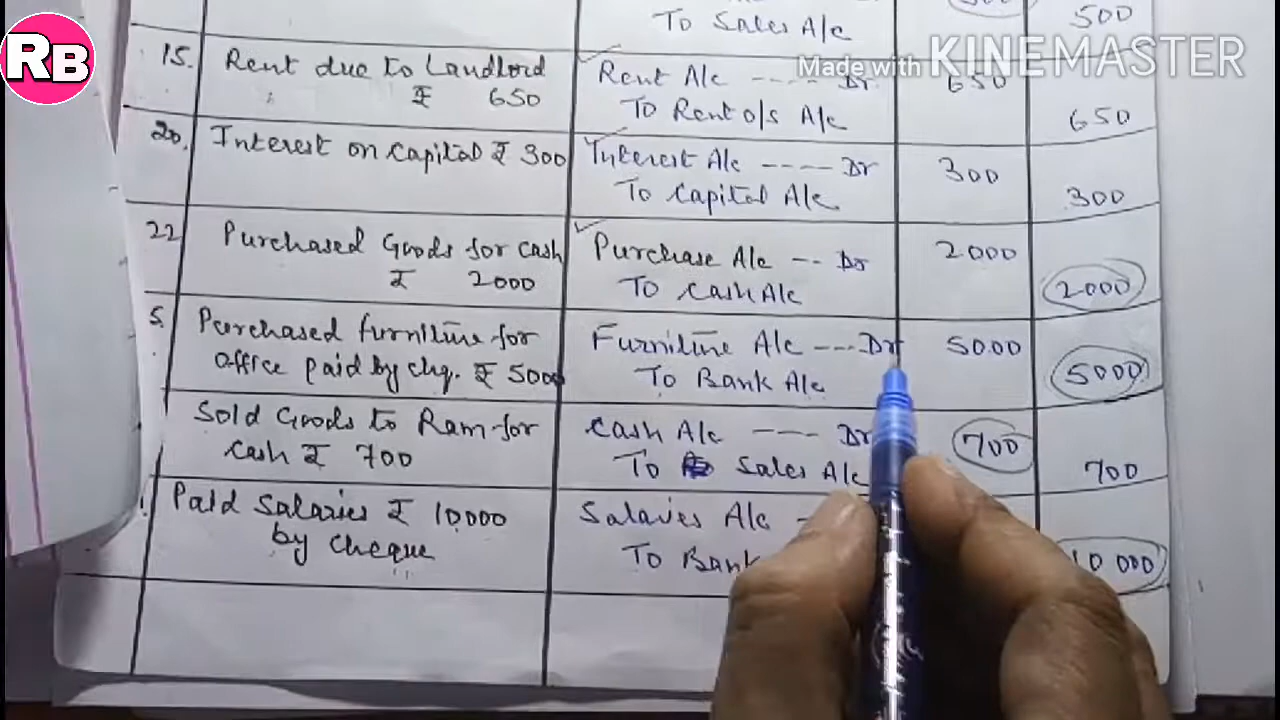 RB
Made with KINEMASTER
To Sales A/c
500
15.
Rent due to Landlord
₹ 650
Rent A/c ---- Dr.
To Rent o/s A/c
650
650
20.
Interest on Capital ₹ 300
Interest A/c ---- Dr
To Capital A/c
300
300
22
Purchased Goods for cash
₹ 2000
Purchase A/c -- Dr
To Cash A/c
2000
2000
5.
Purchased furniture for
office paid by chq. ₹ 5000
Furniture A/c --- Dr
To Bank A/c
5000
5000
Sold Goods to Ram for
cash ₹ 700
Cash A/c --- Dr
To Sales A/c
700
700
Paid Salaries ₹ 10,000
by cheque
Salaries A/c -
To Bank
10 000